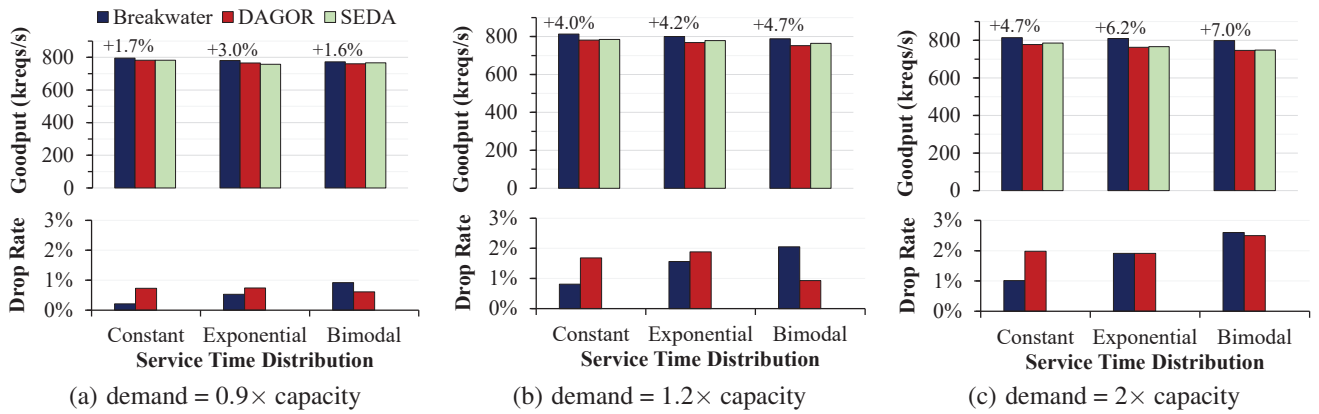 Breakwater DAGOR SEDA
+1.7% +3.0% +1.6%
Goodput (kreqs/s)
800
600
400
200
0
Drop Rate
3%
2%
1%
0%
Constant Exponential Bimodal
Service Time Distribution
(a) demand = 0.9× capacity
+4.0% +4.2% +4.7%
Goodput (kreqs/s)
800
600
400
200
0
Drop Rate
3%
2%
1%
0%
Constant Exponential Bimodal
Service Time Distribution
(b) demand = 1.2× capacity
+4.7% +6.2% +7.0%
Goodput (kreqs/s)
800
600
400
200
0
Drop Rate
3%
2%
1%
0%
Constant Exponential Bimodal
Service Time Distribution
(c) demand = 2× capacity